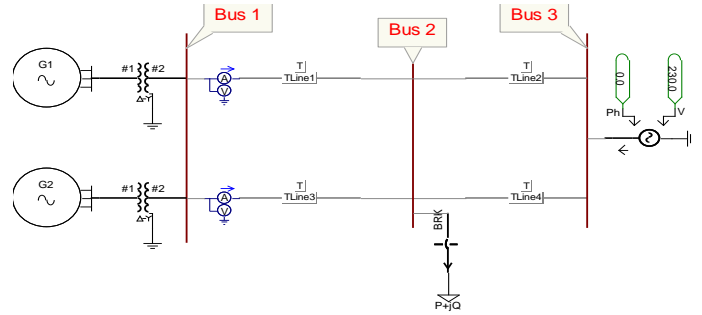 Bus 1
Bus 2
Bus 3
G1
#1
#2
Δ-Y
A
V
T
TLine1
T
TLine2
0.0
230.0
Ph
V
G2
#1
#2
Δ-Y
A
V
T
TLine3
T
TLine4
BRK
P+jQ